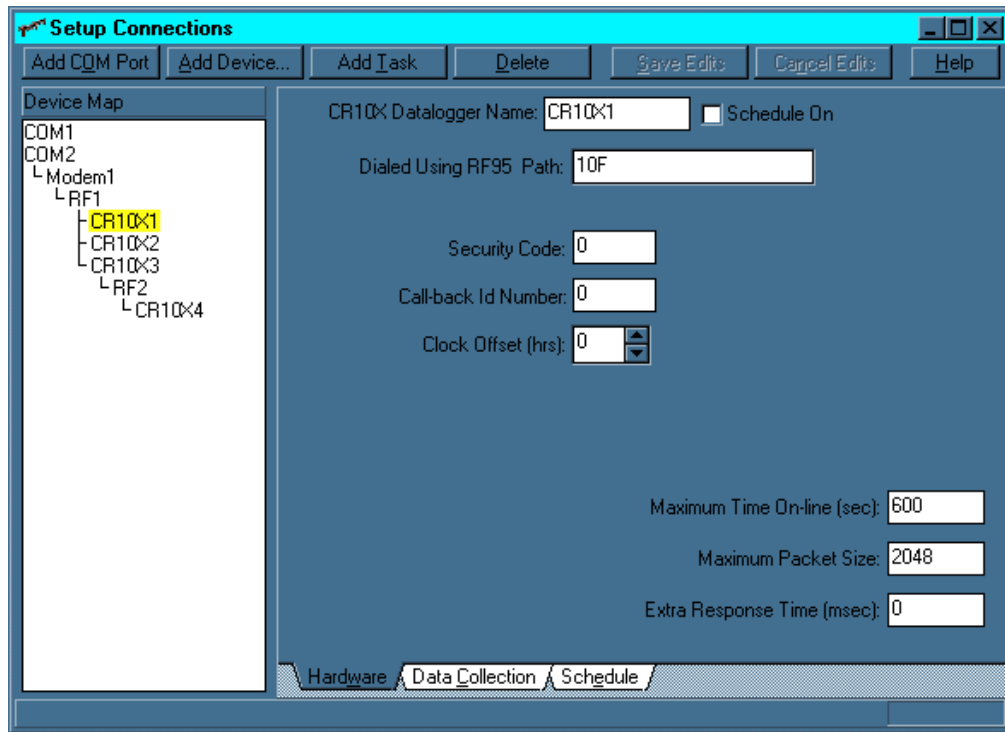 Setup Connections
Add COM Port Add Device... Add Task Delete Save Edits Cancel Edits Help
Device Map
COM1
COM2
Modem1
RF1
CR10X1
CR10X2
CR10X3
RF2
CR10X4
CR10X Datalogger Name: CR10X1 Schedule On
Dialed Using RF95 Path: 10F
Security Code: 0
Call-back Id Number: 0
Clock Offset (hrs): 0
Maximum Time On-line (sec): 600
Maximum Packet Size: 2048
Extra Response Time (msec): 0
Hardware Data Collection Schedule